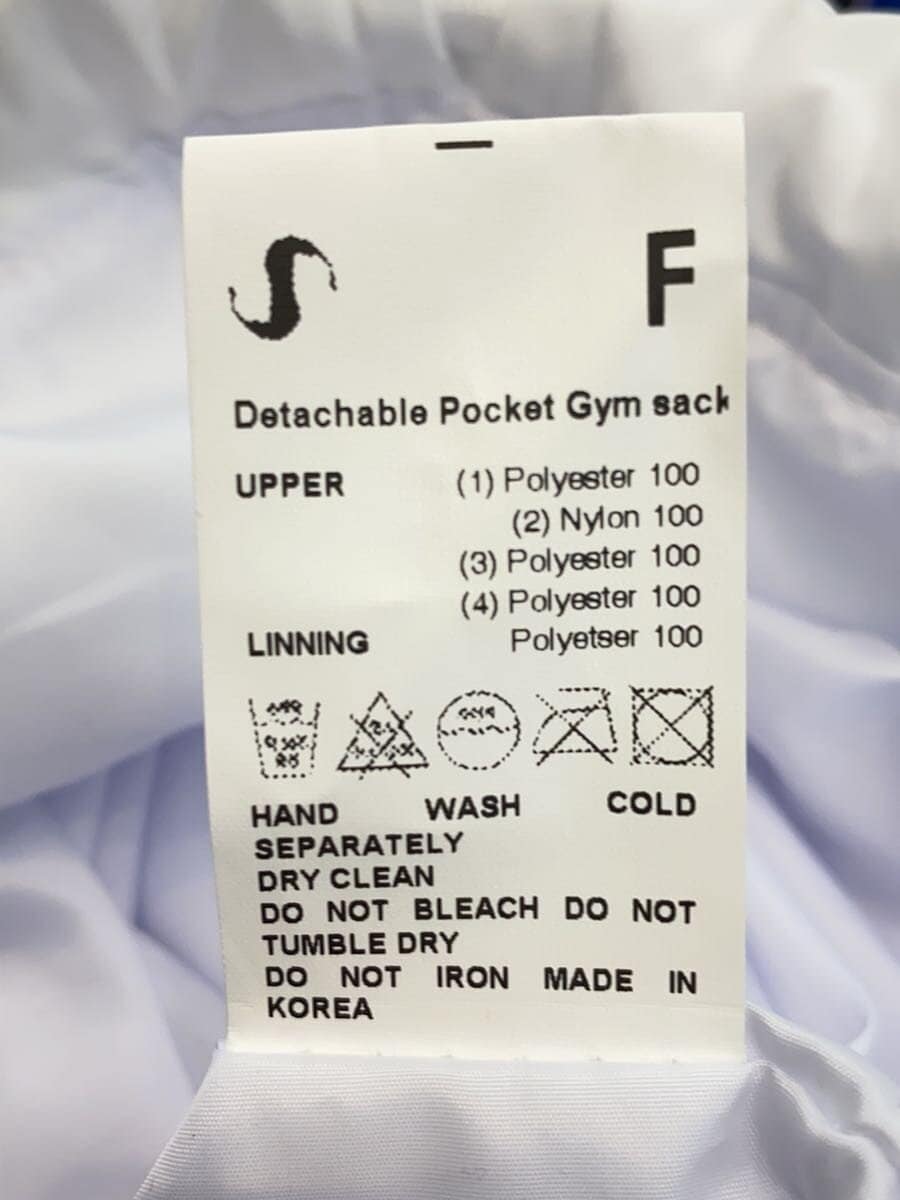 S F
Detachable Pocket Gym sack
UPPER (1) Polyester 100
(2) Nylon 100
(3) Polyester 100
(4) Polyester 100
LINNING Polyetser 100
HAND WASH COLD
SEPARATELY
DRY CLEAN
DO NOT BLEACH DO NOT
TUMBLE DRY
DO NOT IRON MADE IN
KOREA